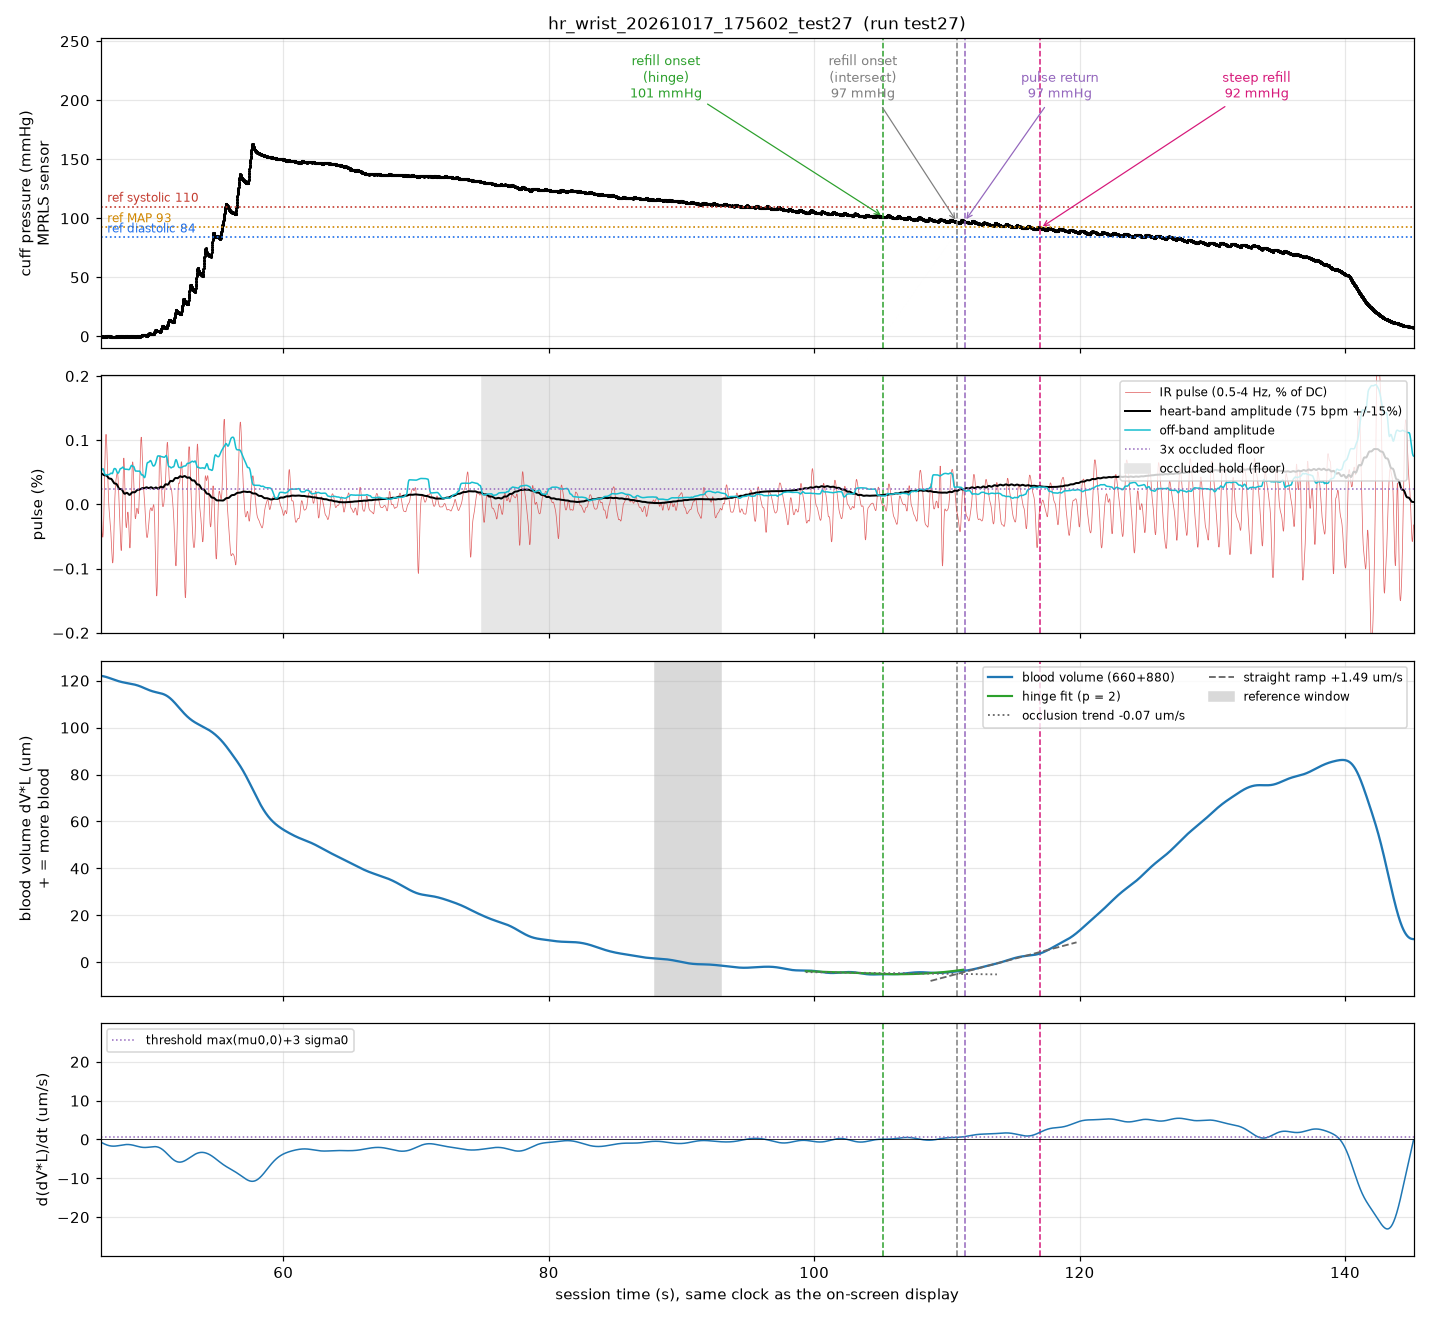 hr_wrist_20261017_175602_test27  (run test27)
250
200
150
100
50
0
cuff pressure (mmHg)
MPRLS sensor
refill onset
(hinge)
101 mmHg
refill onset
(intersect)
97 mmHg
pulse return
97 mmHg
steep refill
92 mmHg
ref systolic 110
ref MAP 93
ref diastolic 84
0.2
0.1
0.0
−0.1
−0.2
pulse (%)
IR pulse (0.5-4 Hz, % of DC)
heart-band amplitude (75 bpm +/-15%)
off-band amplitude
3x occluded floor
occluded hold (floor)
120
100
80
60
40
20
0
blood volume dV*L (um)
+ = more blood
blood volume (660+880)
hinge fit (p = 2)
occlusion trend -0.07 um/s
straight ramp +1.49 um/s
reference window
20
10
0
−10
−20
d(dV*L)/dt (um/s)
threshold max(mu0,0)+3 sigma0
60
80
100
120
140
session time (s), same clock as the on-screen display